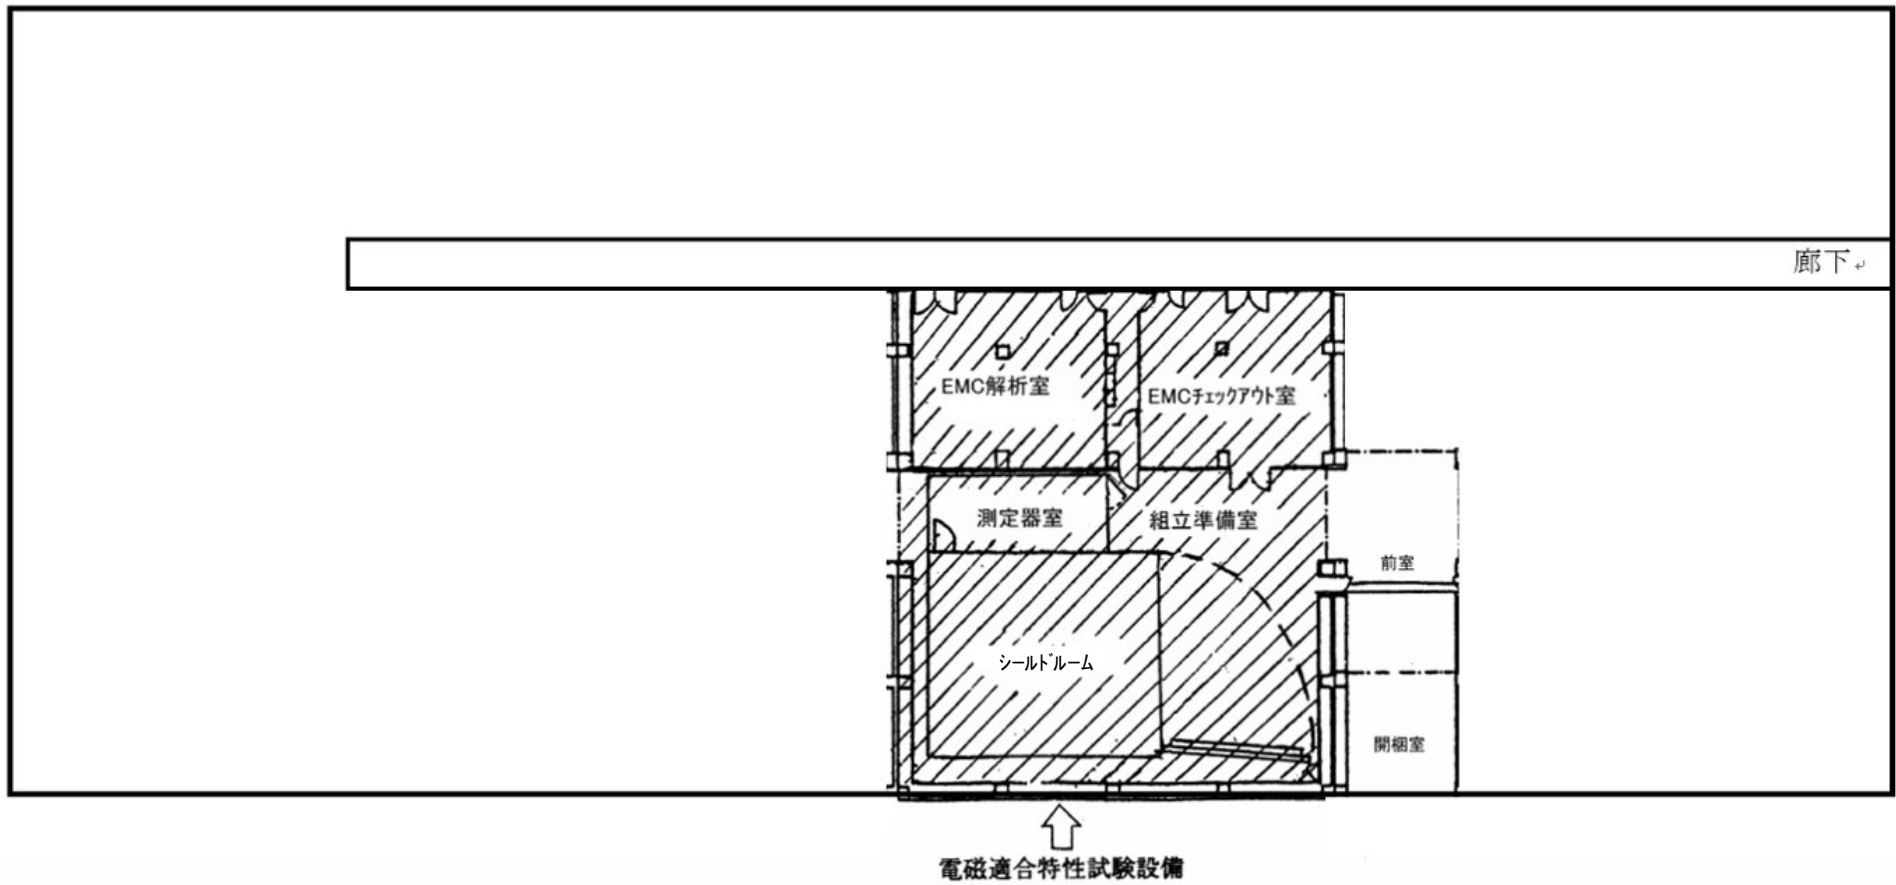 廊下↵
EMC解析室
EMCﾁｪｯｸｱｳﾄ室
測定器室
組立準備室
前室
ｼｰﾙﾄﾞﾙｰﾑ
開梱室
電磁適合特性試験設備